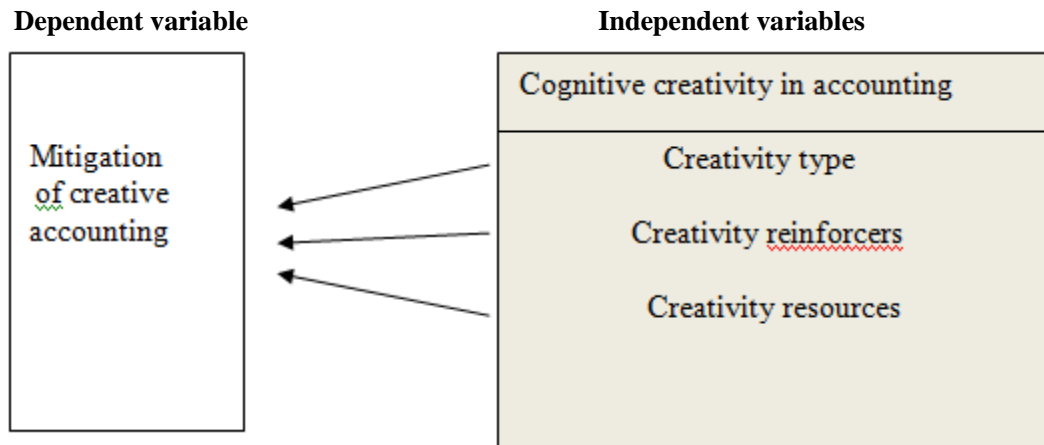 Dependent variable
Independent variables
Mitigation
of creative
accounting
Cognitive creativity in accounting
Creativity type
Creativity reinforcers
Creativity resources